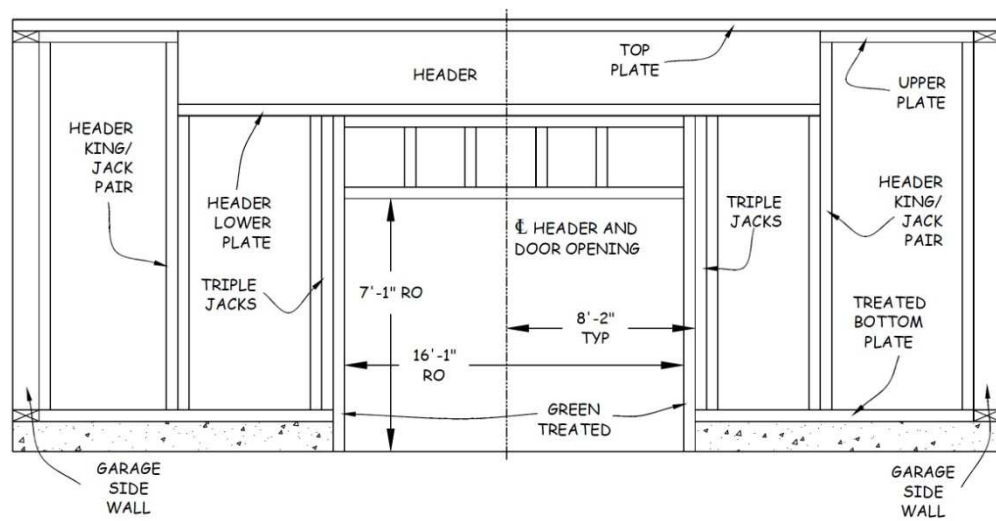 TOP
PLATE
HEADER
UPPER
PLATE
HEADER
KING/
JACK
PAIR
HEADER
LOWER
PLATE
TRIPLE
JACKS
℄ HEADER AND
DOOR OPENING
TRIPLE
JACKS
HEADER
KING/
JACK
PAIR
7'-1" RO
8'-2"
TYP
16'-1"
RO
TREATED
BOTTOM
PLATE
GREEN
TREATED
GARAGE
SIDE
WALL
GARAGE
SIDE
WALL